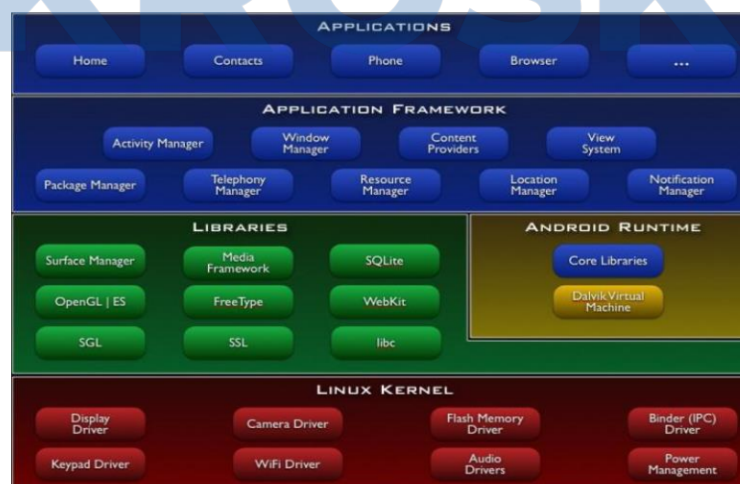 APPLICATIONS
Home
Contacts
Phone
Browser
...
APPLICATION FRAMEWORK
Activity Manager
Window
Manager
Content
Providers
View
System
Package Manager
Telephony
Manager
Resource
Manager
Location
Manager
Notification
Manager
LIBRARIES
Surface Manager
Media
Framework
SQLite
OpenGL | ES
FreeType
WebKit
SGL
SSL
libc
ANDROID RUNTIME
Core Libraries
Dalvik Virtual
Machine
LINUX KERNEL
Display
Driver
Camera Driver
Flash Memory
Driver
Binder (IPC)
Driver
Keypad Driver
WiFi Driver
Audio
Drivers
Power
Management